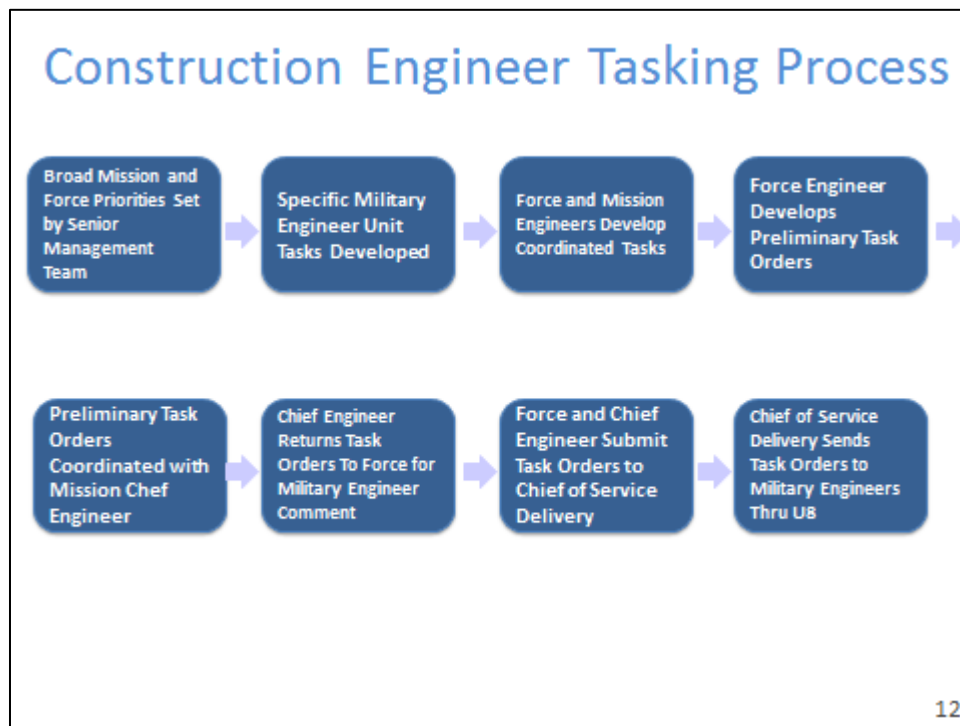 Construction Engineer Tasking Process
Broad Mission and
Force Priorities Set
by Senior
Management
Team
Specific Military
Engineer Unit
Tasks Developed
Force and Mission
Engineers Develop
Coordinated Tasks
Force Engineer
Develops
Preliminary Task
Orders
Preliminary Task
Orders
Coordinated with
Mission Chef
Engineer
Chief Engineer
Returns Task
Orders To Force for
Military Engineer
Comment
Force and Chief
Engineer Submit
Task Orders to
Chief of Service
Delivery
Chief of Service
Delivery Sends
Task Orders to
Military Engineers
Thru U8
12